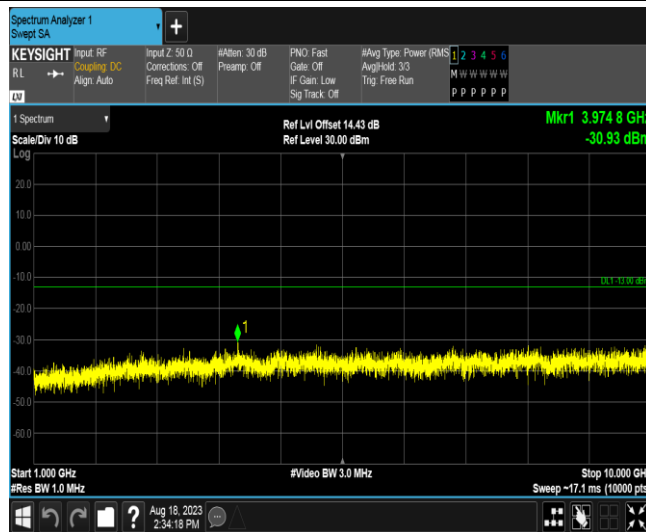 Spectrum Analyzer 1
Swept SA
KEYSIGHT
RL
LXI
Input: RF
Coupling: DC
Align: Auto
Input Z: 50 Ω
Corrections: Off
Freq Ref: Int (S)
#Atten: 30 dB
Preamp: Off
PNO: Fast
Gate: Off
IF Gain: Low
Sig Track: Off
#Avg Type: Power (RMS
Avg|Hold: 3/3
Trig: Free Run
1 2 3 4 5 6
M W W W W W
P P P P P P
1 Spectrum
Scale/Div 10 dB
Log
Ref Lvl Offset 14.43 dB
Ref Level 30.00 dBm
Mkr1 3.974 8 GHz
-30.93 dBm
20.0
10.0
0.00
-10.0
DL1 -13.00 dBm
-20.0
-30.0
1
-40.0
-50.0
-60.0
Start 1.000 GHz
#Res BW 1.0 MHz
#Video BW 3.0 MHz
Stop 10.000 GHz
Sweep ~17.1 ms (10000 pts
?
Aug 18, 2023
2:34:18 PM